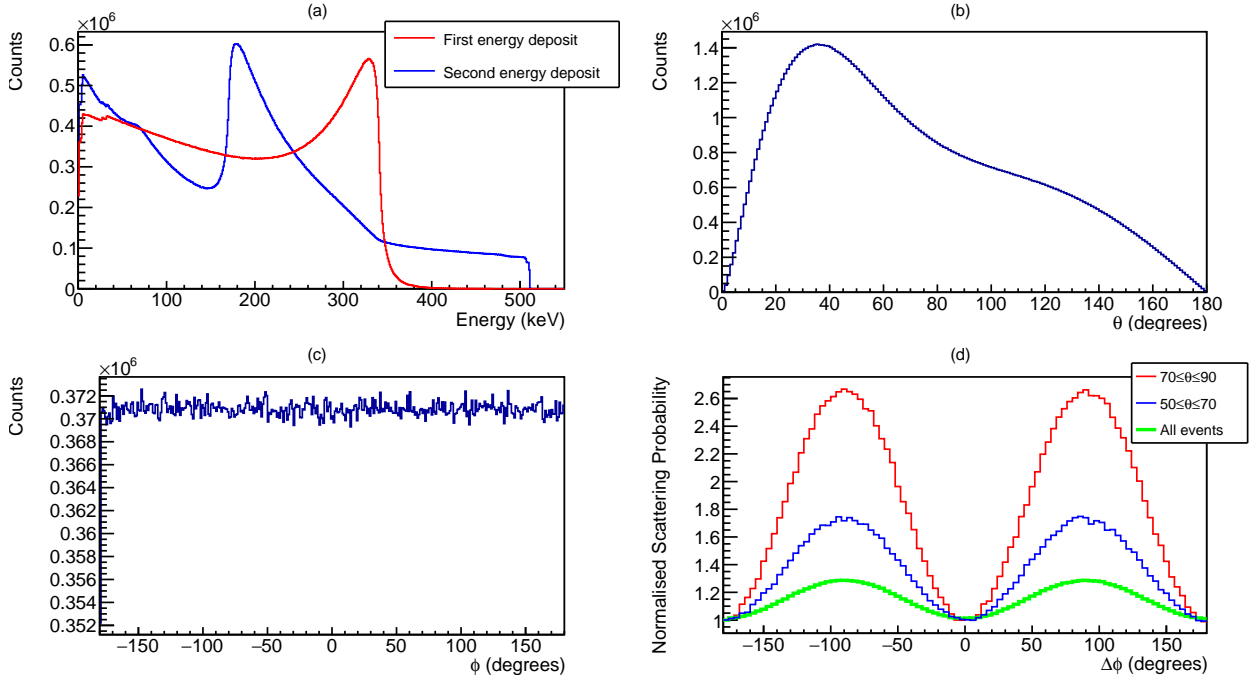 (a)
×10⁶
Counts
0.6
0.5
0.4
0.3
0.2
0.1
0
0 100 200 300 400 500
Energy (keV)
First energy deposit
Second energy deposit
(b)
×10⁶
Counts
1.4
1.2
1
0.8
0.6
0.4
0.2
0
0 20 40 60 80 100 120 140 160 180
θ (degrees)
(c)
×10⁶
Counts
0.372
0.37
0.368
0.366
0.364
0.362
0.36
0.358
0.356
0.354
0.352
−150 −100 −50 0 50 100 150
ϕ (degrees)
(d)
Normalised Scattering Probability
2.6
2.4
2.2
2
1.8
1.6
1.4
1.2
1
−150 −100 −50 0 50 100 150
Δϕ (degrees)
70≤θ≤90
50≤θ≤70
All events